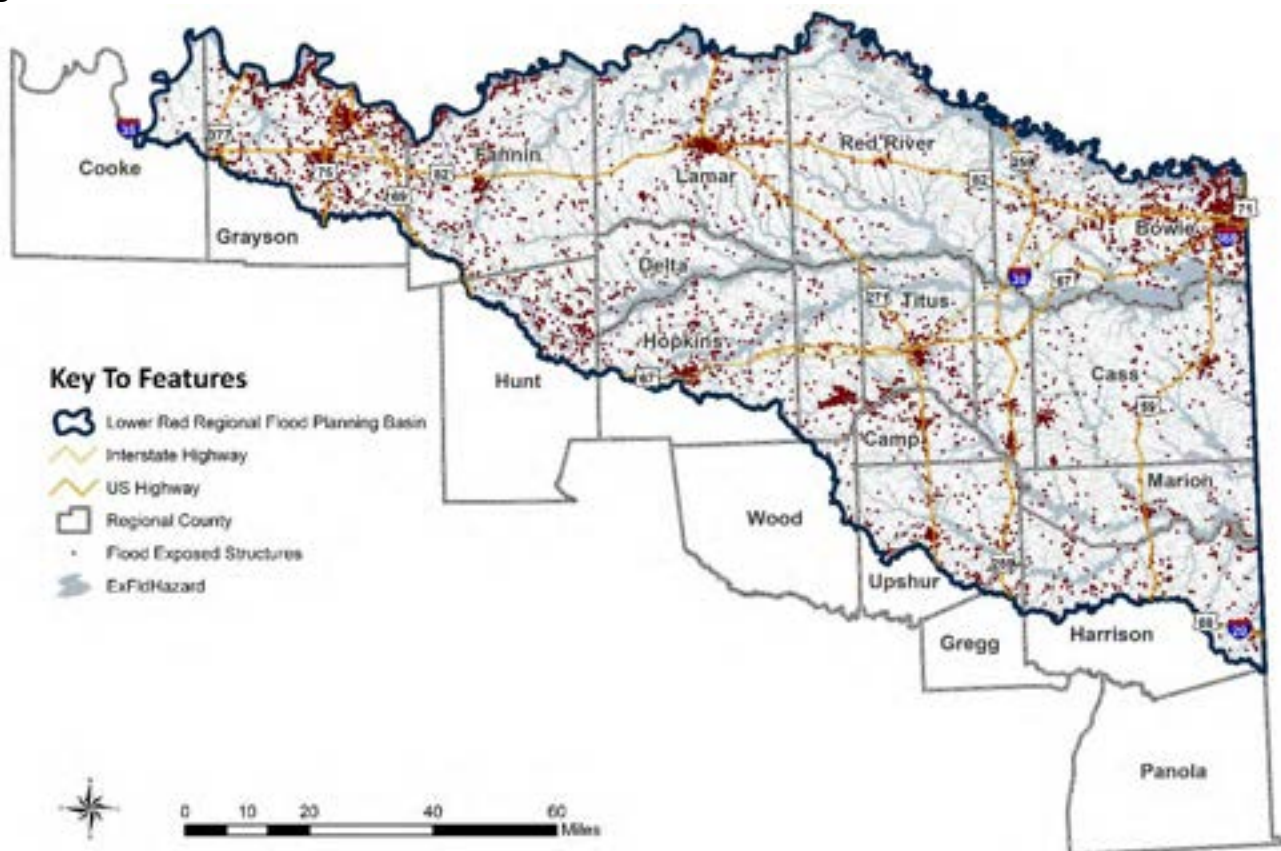 35
377
Cooke
Grayson
75
69
82
Fannin
Lamar
Red River
82
259
71
Bowie
Delta
271
Titus
30
67
Hopkins
67
Hunt
Cass
59
Camp
Marion
Wood
Upshur
Gregg
Harrison
20
Panola
Key To Features
Lower Red Regional Flood Planning Basin
Interstate Highway
US Highway
Regional County
Flood Exposed Structures
ExFldHazard
0 10 20 40 60
Miles